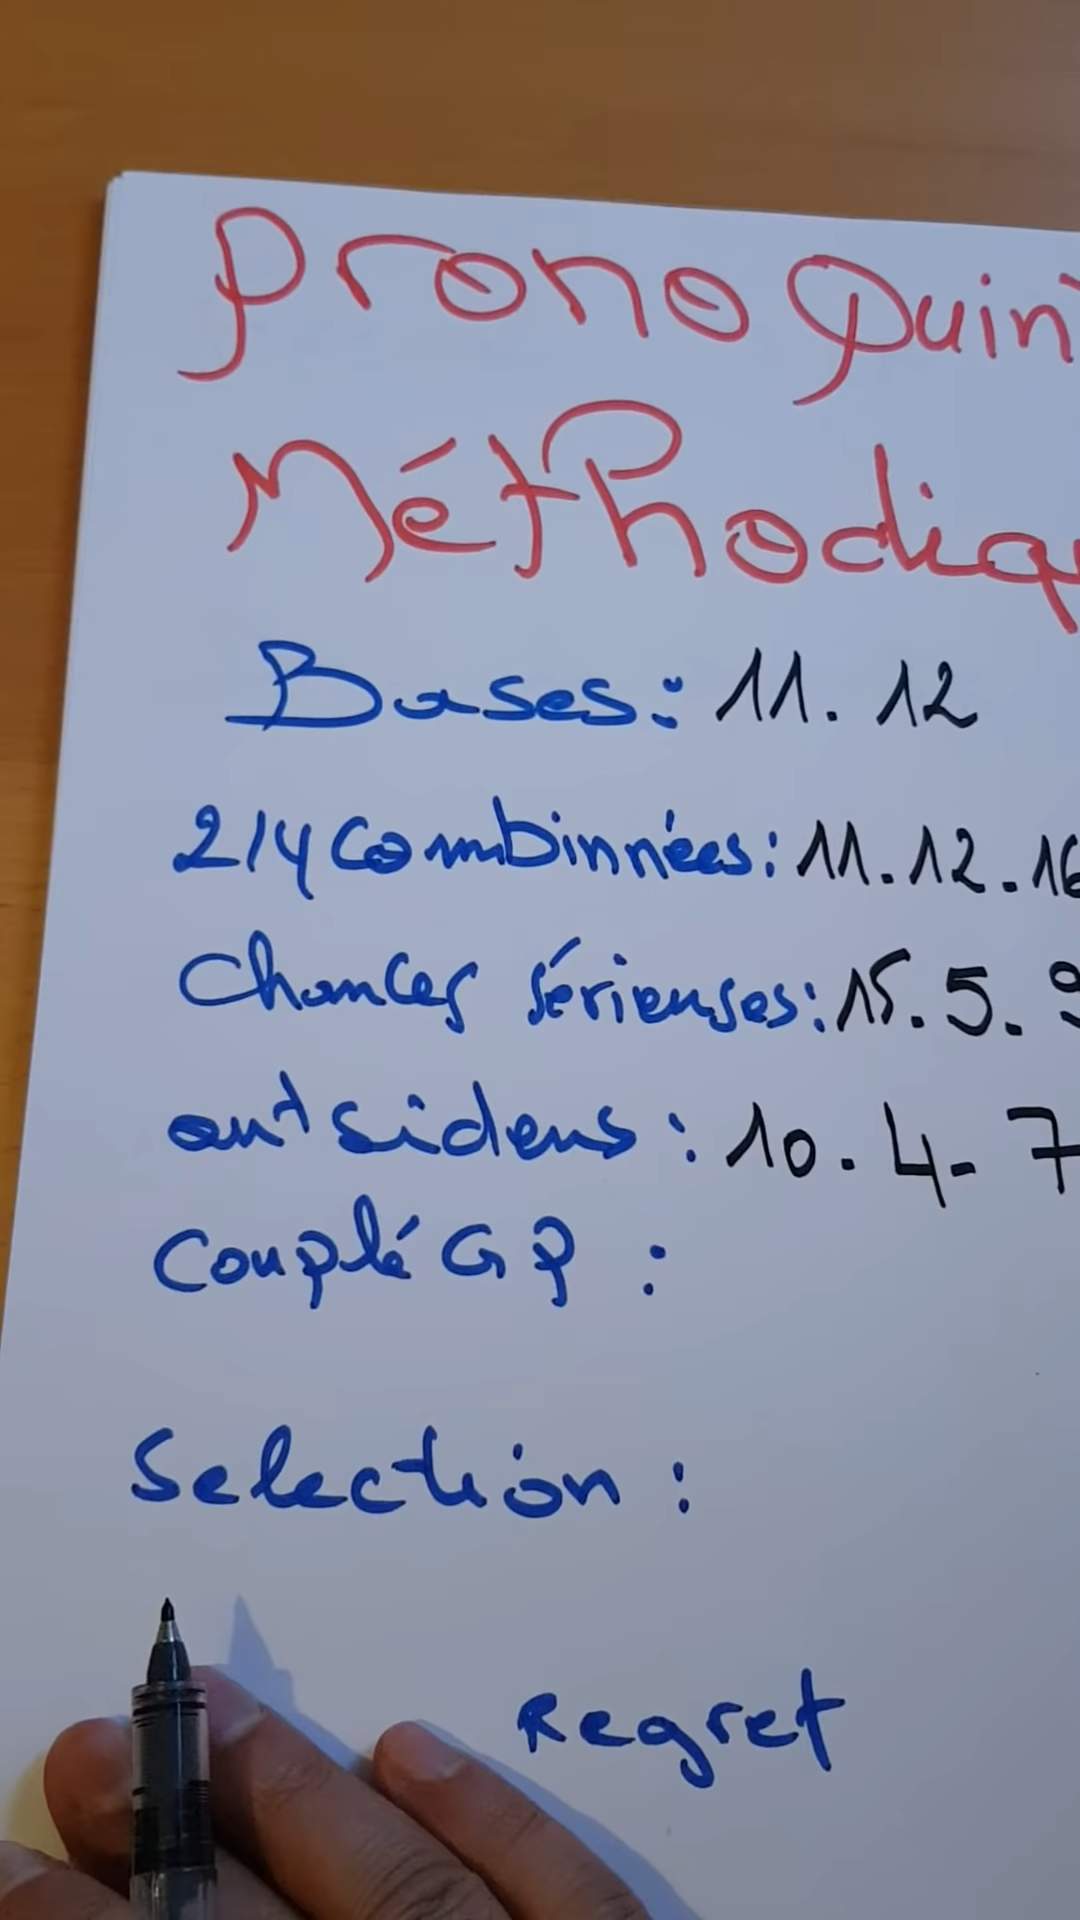 Prono Quin
Méthodiq
Bases: 11. 12
2/4 Combinnées: 11. 12. 16
Chances sérieuses: 15. 5. 9
outsiders: 10. 4. 7
Couplé G P :
Selection :
Regret